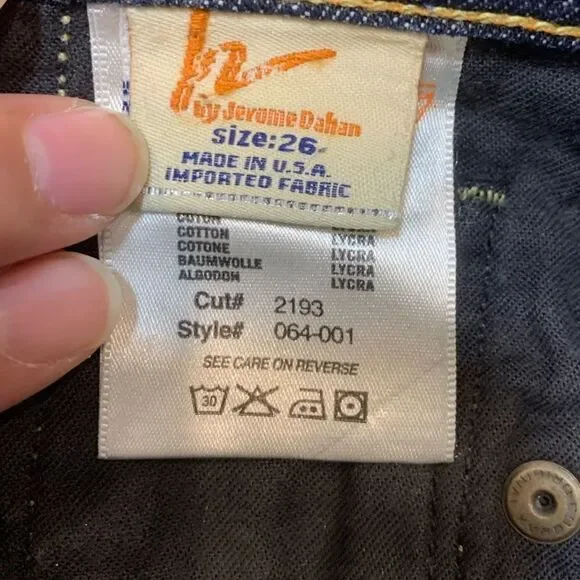 by Jerome Dahan
size: 26
MADE IN U.S.A.
IMPORTED FABRIC
COTON
COTTON LYCRA
COTONE LYCRA
BAUMWOLLE LYCRA
ALGODON LYCRA
Cut# 2193
Style# 064-001
SEE CARE ON REVERSE
30